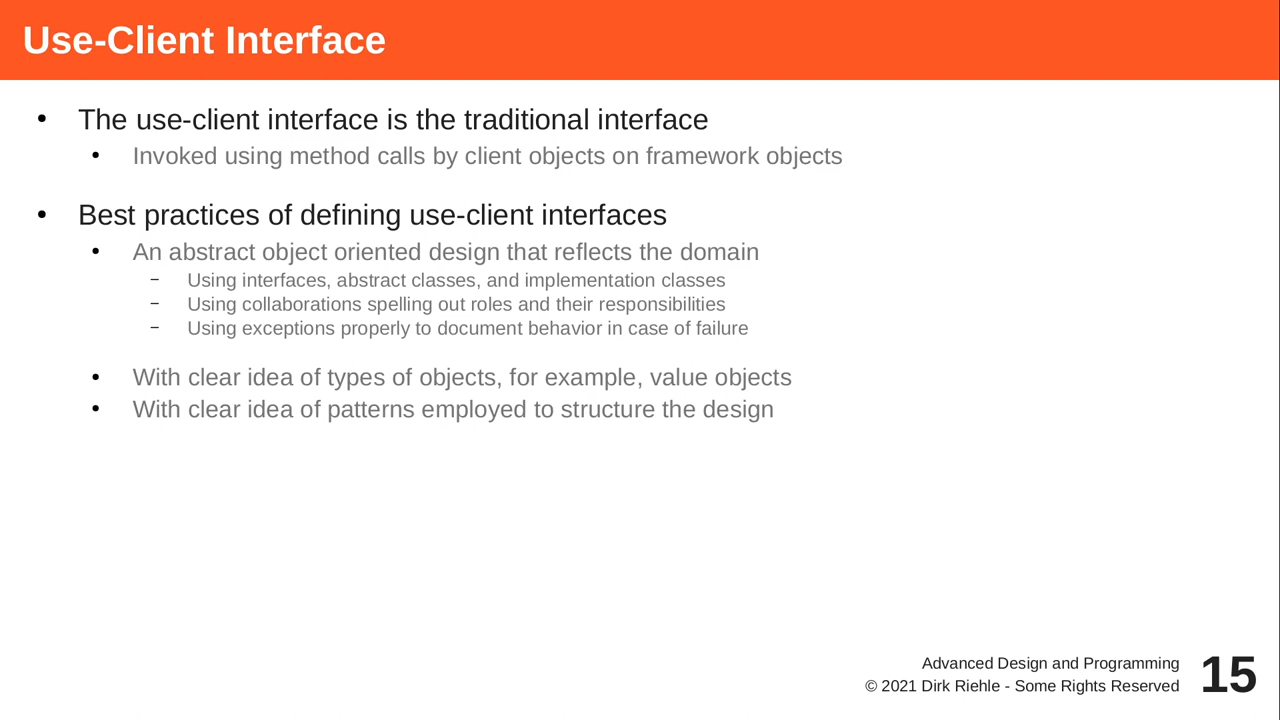 Use-Client Interface
• The use-client interface is the traditional interface
• Invoked using method calls by client objects on framework objects
• Best practices of defining use-client interfaces
• An abstract object oriented design that reflects the domain
– Using interfaces, abstract classes, and implementation classes
– Using collaborations spelling out roles and their responsibilities
– Using exceptions properly to document behavior in case of failure
• With clear idea of types of objects, for example, value objects
• With clear idea of patterns employed to structure the design
Advanced Design and Programming
© 2021 Dirk Riehle - Some Rights Reserved
15